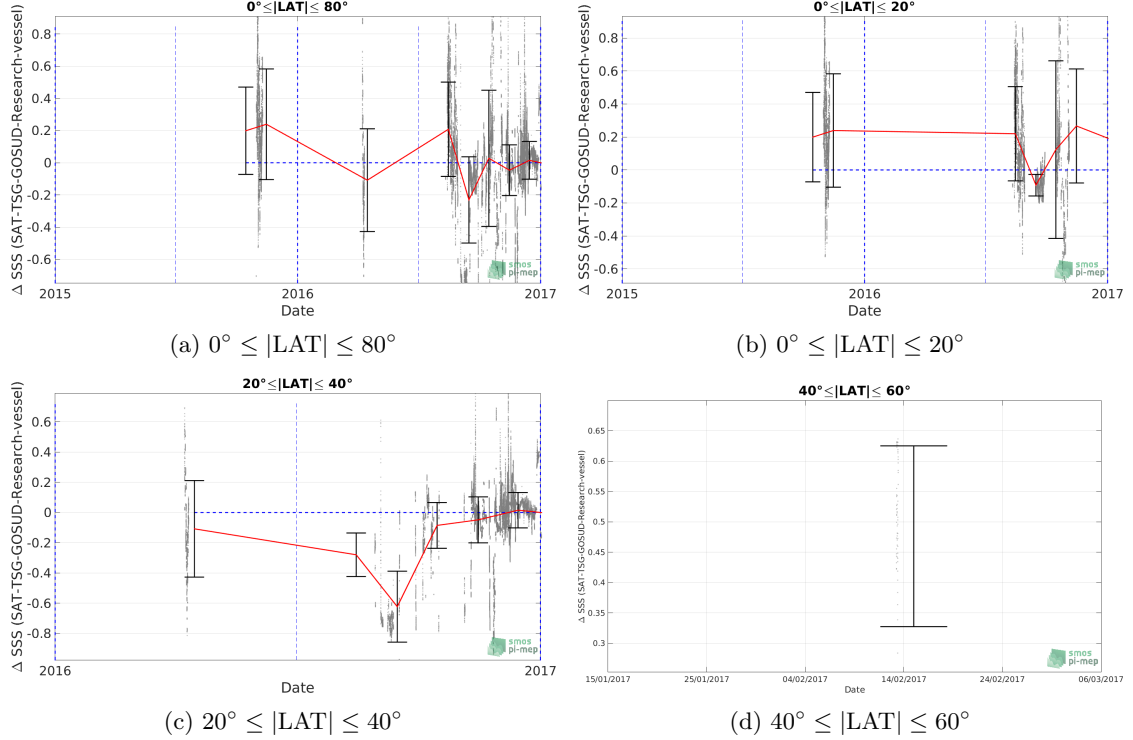 0°≤|LAT|≤ 80°
Δ SSS (SAT-TSG-GOSUD-Research-vessel)
0.8
0.6
0.4
0.2
0
-0.2
-0.4
-0.6
2015
2016
2017
Date
smos
pi-mep
(a) 0° ≤ |LAT| ≤ 80°
0°≤|LAT|≤ 20°
Δ SSS (SAT-TSG-GOSUD-Research-vessel)
0.8
0.6
0.4
0.2
0
-0.2
-0.4
-0.6
2015
2016
2017
Date
smos
pi-mep
(b) 0° ≤ |LAT| ≤ 20°
20°≤|LAT|≤ 40°
Δ SSS (SAT-TSG-GOSUD-Research-vessel)
0.6
0.4
0.2
0
-0.2
-0.4
-0.6
-0.8
2016
2017
Date
smos
pi-mep
(c) 20° ≤ |LAT| ≤ 40°
40°≤|LAT|≤ 60°
Δ SSS (SAT-TSG-GOSUD-Research-vessel)
0.65
0.6
0.55
0.5
0.45
0.4
0.35
0.3
15/01/2017
25/01/2017
04/02/2017
14/02/2017
24/02/2017
06/03/2017
Date
smos
pi-mep
(d) 40° ≤ |LAT| ≤ 60°